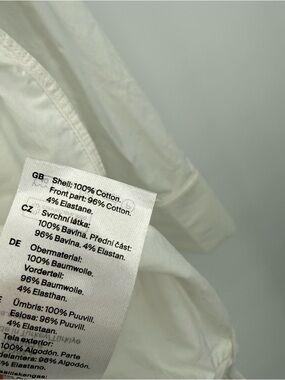 GB Shell: 100% Cotton.
Front part: 96% Cotton.
4% Elastane.
CZ Svrchní látka:
100% Bavlna. Přední část:
96% Bavlna. 4% Elastan.
DE Obermaterial:
100% Baumwolle.
Vorderteil:
96% Baumwolle.
4% Elasthan.
E Ümbris: 100% Puuvill.
Esiosa: 96% Puuvill.
4% Elastaan.
Tela exterior:
100% Algodón. Parte
delantera: 96% Algodón.